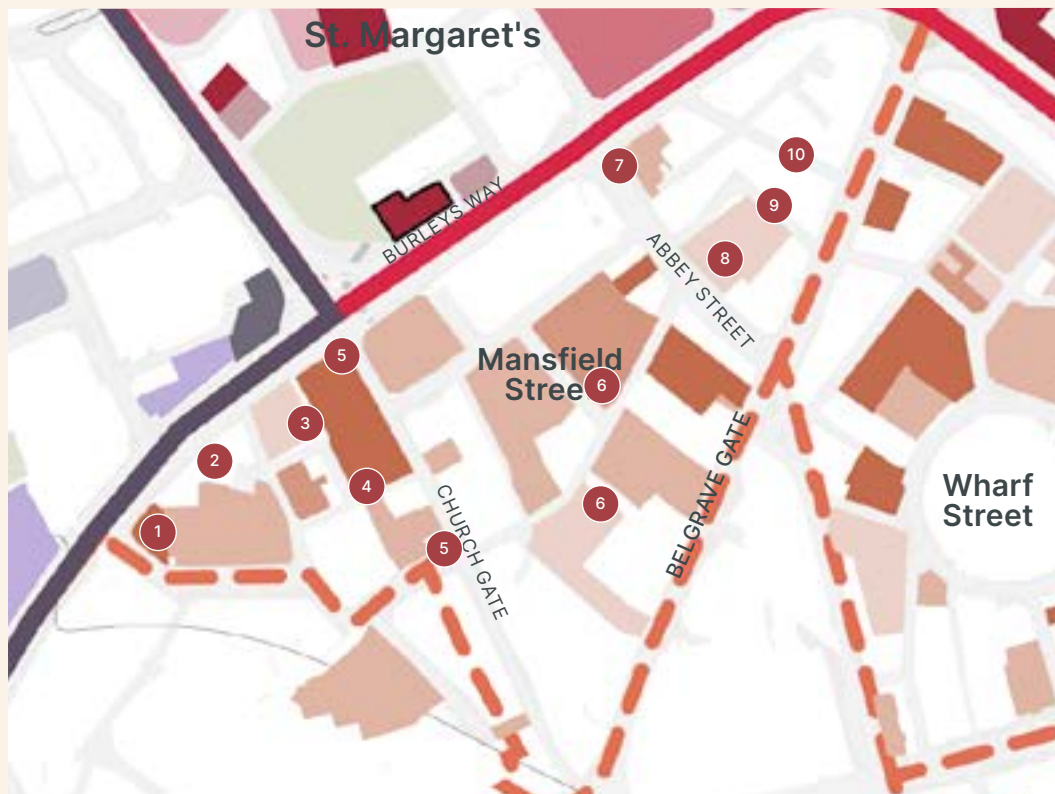 St. Margaret's
BURLEYS WAY
7
10
9
ABBEY STREET
8
5
Mansfield
Stree
6
3
2
4
CHURCH GATE
BELGRAVE GATE
Wharf
Street
6
1
5